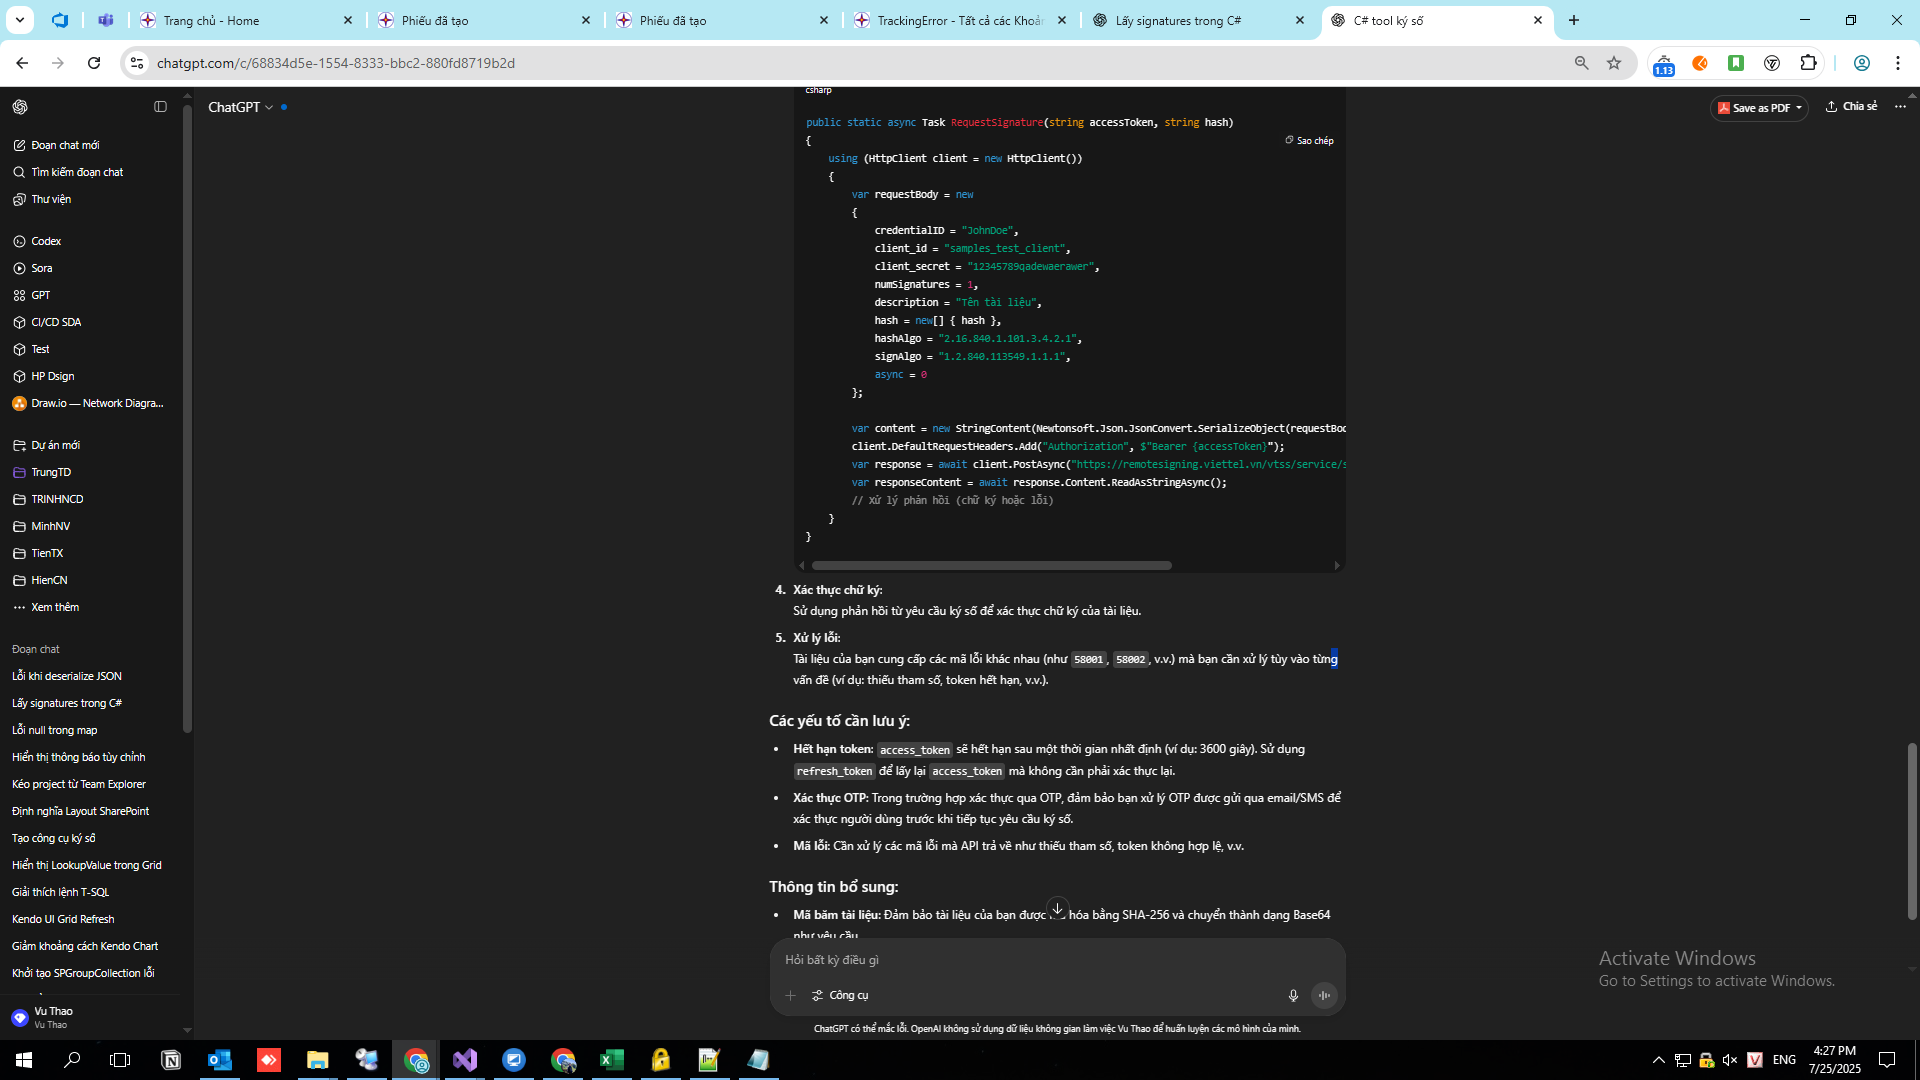 Trang chủ - Home
Phiếu đã tạo
Phiếu đã tạo
TrackingError - Tất cả các Khoản
Lấy signatures trong C#
C# tool ký số
chatgpt.com/c/68834d5e-1554-8333-bbc2-880fd8719b2d
1.13
ChatGPT
Save as PDF
Chia sẻ
Đoạn chat mới
Tìm kiếm đoạn chat
Thư viện
Codex
Sora
GPT
CI/CD SDA
Test
HP Dsign
Draw.io — Network Diagra...
Dự án mới
TrungTD
TRINHNCD
MinhNV
TienTX
HienCN
Xem thêm
Đoạn chat
Lỗi khi deserialize JSON
Lấy signatures trong C#
Lỗi null trong map
Hiển thị thông báo tùy chỉnh
Kéo project từ Team Explorer
Định nghĩa Layout SharePoint
Tạo công cụ ký số
Hiển thị LookupValue trong Grid
Giải thích lệnh T-SQL
Kendo UI Grid Refresh
Giảm khoảng cách Kendo Chart
Khởi tạo SPGroupCollection lỗi
Vu Thao
Vu Thao
csharp
Sao chép
public static async Task RequestSignature(string accessToken, string hash)
{
using (HttpClient client = new HttpClient())
{
var requestBody = new
{
credentialID = "JohnDoe",
client_id = "samples_test_client",
client_secret = "12345789qadewaerawer",
numSignatures = 1,
description = "Tên tài liệu",
hash = new[] { hash },
hashAlgo = "2.16.840.1.101.3.4.2.1",
signAlgo = "1.2.840.113549.1.1.1",
async = 0
};
var content = new StringContent(Newtonsoft.Json.JsonConvert.SerializeObject(requestBod
client.DefaultRequestHeaders.Add("Authorization", $"Bearer {accessToken}");
var response = await client.PostAsync("https://remotesigning.viettel.vn/vtss/service/s
var responseContent = await response.Content.ReadAsStringAsync();
// Xử lý phản hồi (chữ ký hoặc lỗi)
}
}
4. Xác thực chữ ký:
Sử dụng phản hồi từ yêu cầu ký số để xác thực chữ ký của tài liệu.
5. Xử lý lỗi:
Tài liệu của bạn cung cấp các mã lỗi khác nhau (như 58001, 58002, v.v.) mà bạn cần xử lý tùy vào từng
vấn đề (ví dụ: thiếu tham số, token hết hạn, v.v.).
Các yếu tố cần lưu ý:
• Hết hạn token: access_token sẽ hết hạn sau một thời gian nhất định (ví dụ: 3600 giây). Sử dụng
refresh_token để lấy lại access_token mà không cần phải xác thực lại.
• Xác thực OTP: Trong trường hợp xác thực qua OTP, đảm bảo bạn xử lý OTP được gửi qua email/SMS để
xác thực người dùng trước khi tiếp tục yêu cầu ký số.
• Mã lỗi: Cần xử lý các mã lỗi mà API trả về như thiếu tham số, token không hợp lệ, v.v.
Thông tin bổ sung:
• Mã băm tài liệu: Đảm bảo tài liệu của bạn được hóa bằng SHA-256 và chuyển thành dạng Base64
như yêu cầu
Hỏi bất kỳ điều gì
Công cụ
ChatGPT có thể mắc lỗi. OpenAI không sử dụng dữ liệu không gian làm việc Vu Thao để huấn luyện các mô hình của mình.
Activate Windows
Go to Settings to activate Windows.
ENG
4:27 PM
7/25/2025